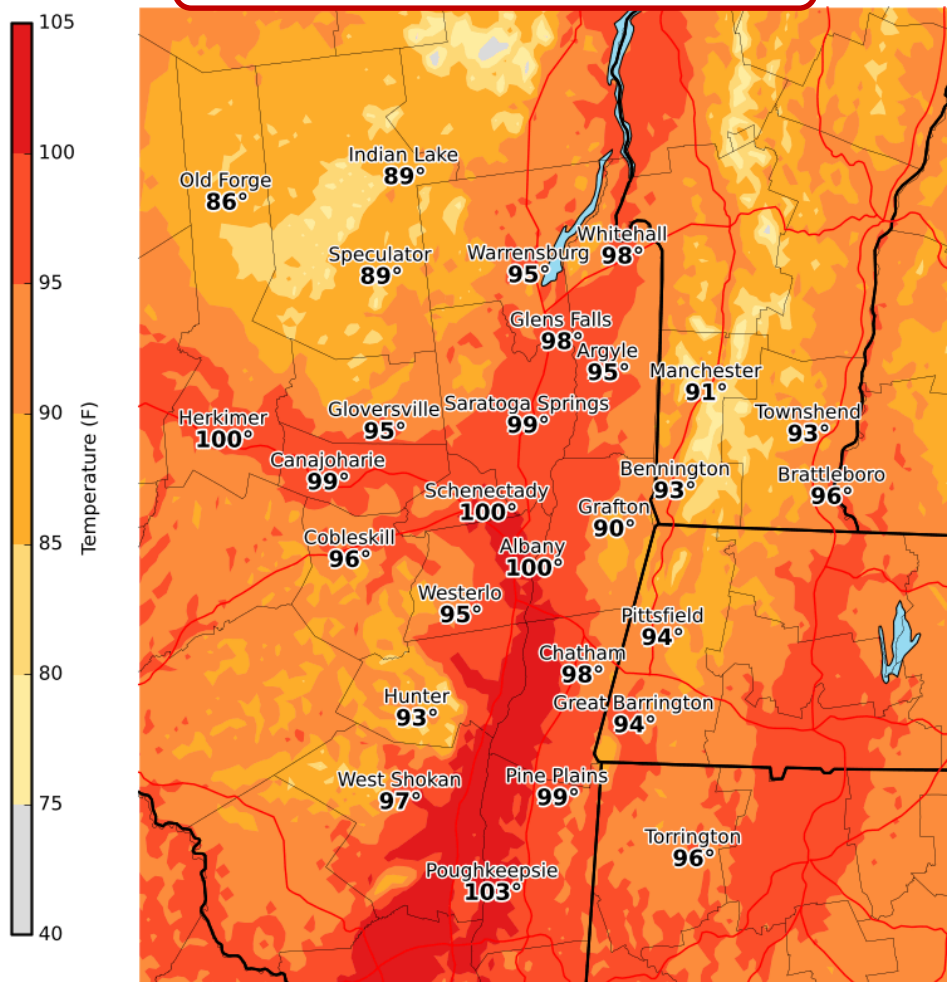 105
100
95
90
85
80
75
40
Temperature (F)
Indian Lake
89°
Old Forge
86°
Whitehall
98°
Speculator
89°
Warrensburg
95°
Glens Falls
98°
Argyle
95°
Manchester
91°
Gloversville
95°
Saratoga Springs
99°
Herkimer
100°
Townshend
93°
Canajoharie
99°
Bennington
93°
Brattleboro
96°
Schenectady
100°
Grafton
90°
Cobleskill
96°
Albany
100°
Westerlo
95°
Pittsfield
94°
Chatham
98°
Hunter
93°
Great Barrington
94°
West Shokan
97°
Pine Plains
99°
Torrington
96°
Poughkeepsie
103°